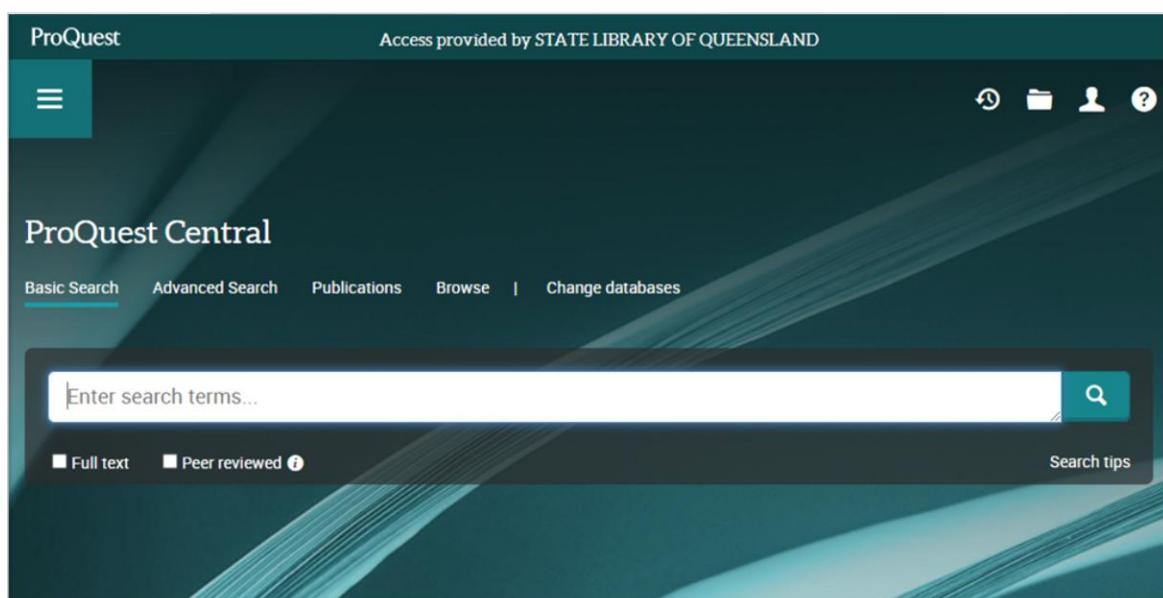 ProQuest Access provided by STATE LIBRARY OF QUEENSLAND
ProQuest Central
Basic Search Advanced Search Publications Browse | Change databases
Enter search terms...
Full text Peer reviewed Search tips